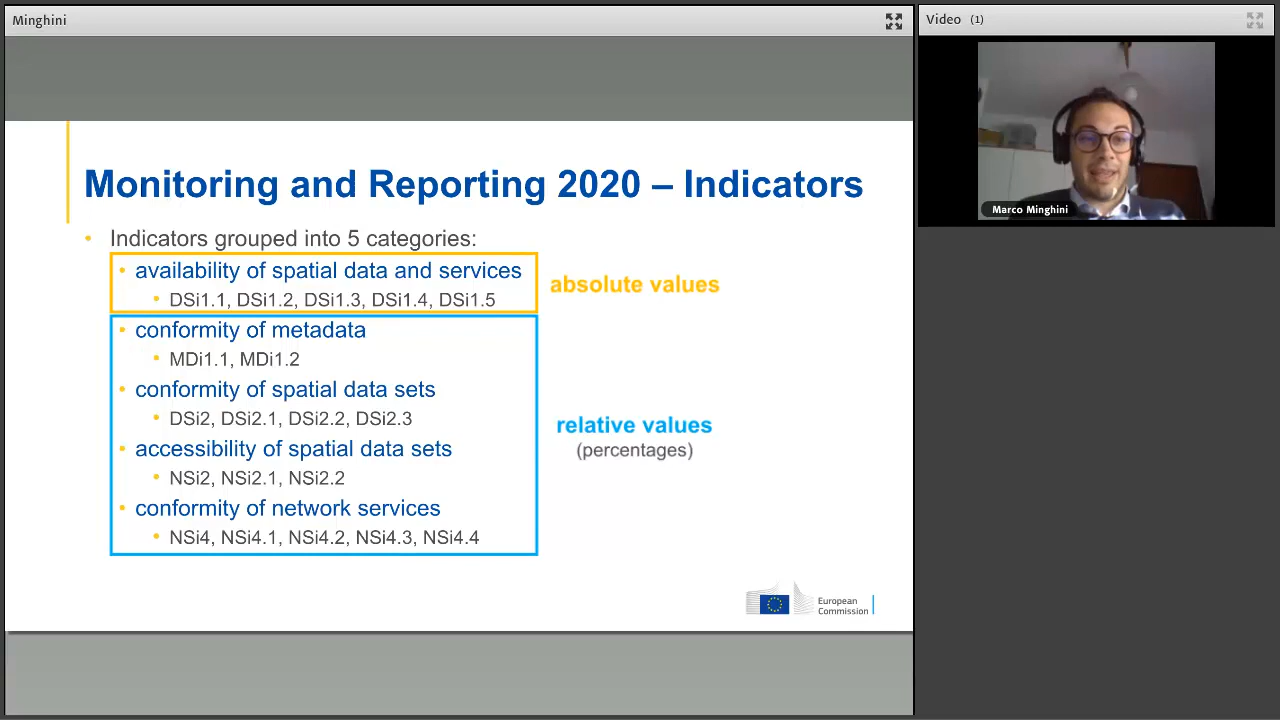 Minghini
Video (1)
Marco Minghini
Monitoring and Reporting 2020 – Indicators
• Indicators grouped into 5 categories:
• availability of spatial data and services
• DSi1.1, DSi1.2, DSi1.3, DSi1.4, DSi1.5
absolute values
• conformity of metadata
• MDi1.1, MDi1.2
• conformity of spatial data sets
• DSi2, DSi2.1, DSi2.2, DSi2.3
• accessibility of spatial data sets
• NSi2, NSi2.1, NSi2.2
• conformity of network services
• NSi4, NSi4.1, NSi4.2, NSi4.3, NSi4.4
relative values
(percentages)
European
Commission